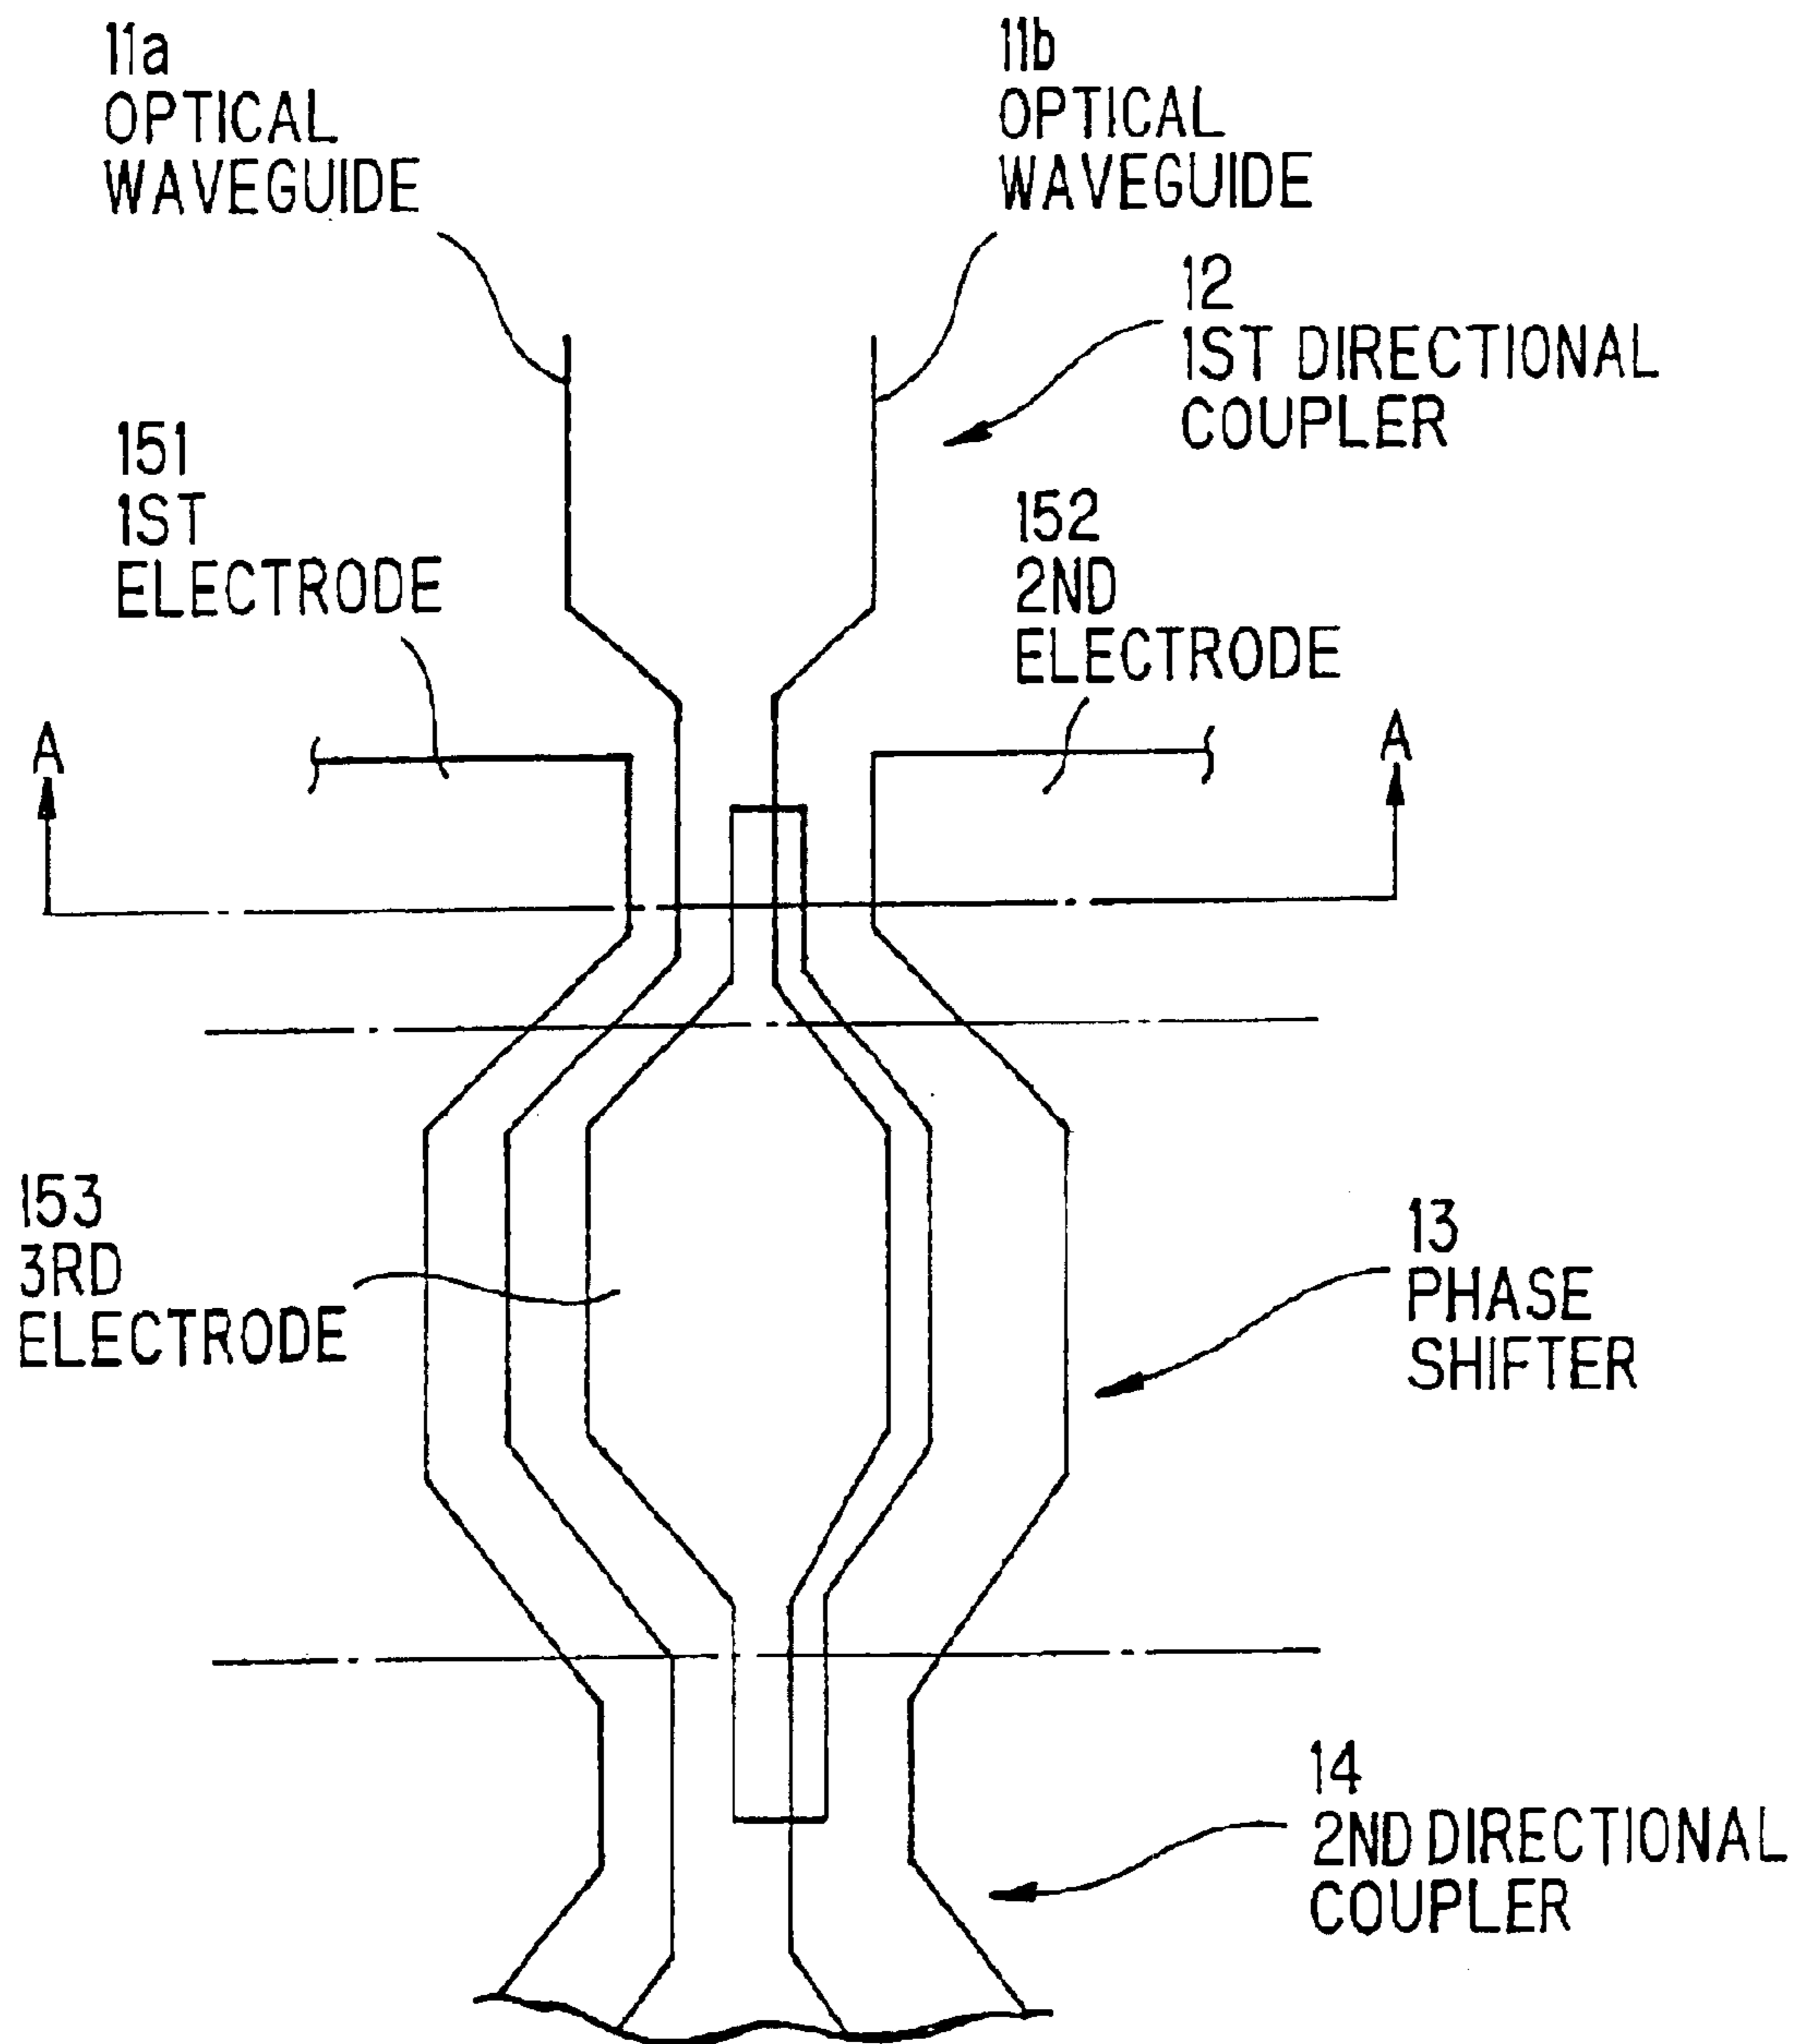 11a
OPTICAL
WAVEGUIDE
11b
OPTICAL
WAVEGUIDE
12
1ST DIRECTIONAL
COUPLER
151
1ST
ELECTRODE
152
2ND
ELECTRODE
A
A
153
3RD
ELECTRODE
13
PHASE
SHIFTER
14
2ND DIRECTIONAL
COUPLER